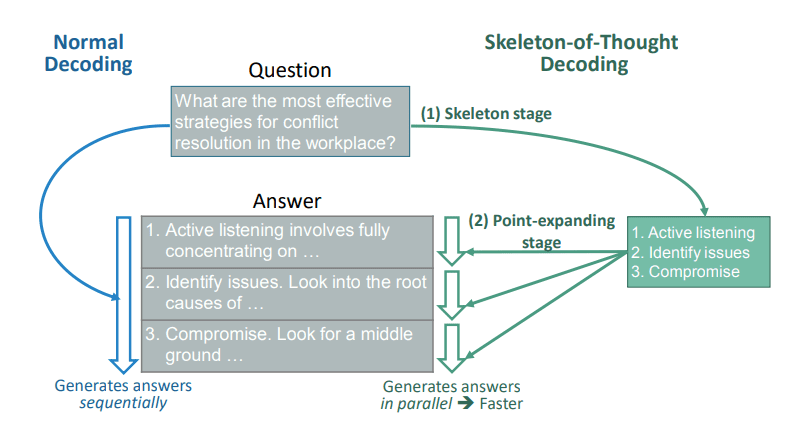 Normal
Decoding
Skeleton-of-Thought
Decoding
Question
What are the most effective
strategies for conflict
resolution in the workplace?
(1) Skeleton stage
Answer
1. Active listening involves fully
concentrating on …
2. Identify issues. Look into the root
causes of …
3. Compromise. Look for a middle
ground …
(2) Point-expanding
stage
1. Active listening
2. Identify issues
3. Compromise
Generates answers
sequentially
Generates answers
in parallel ➔ Faster